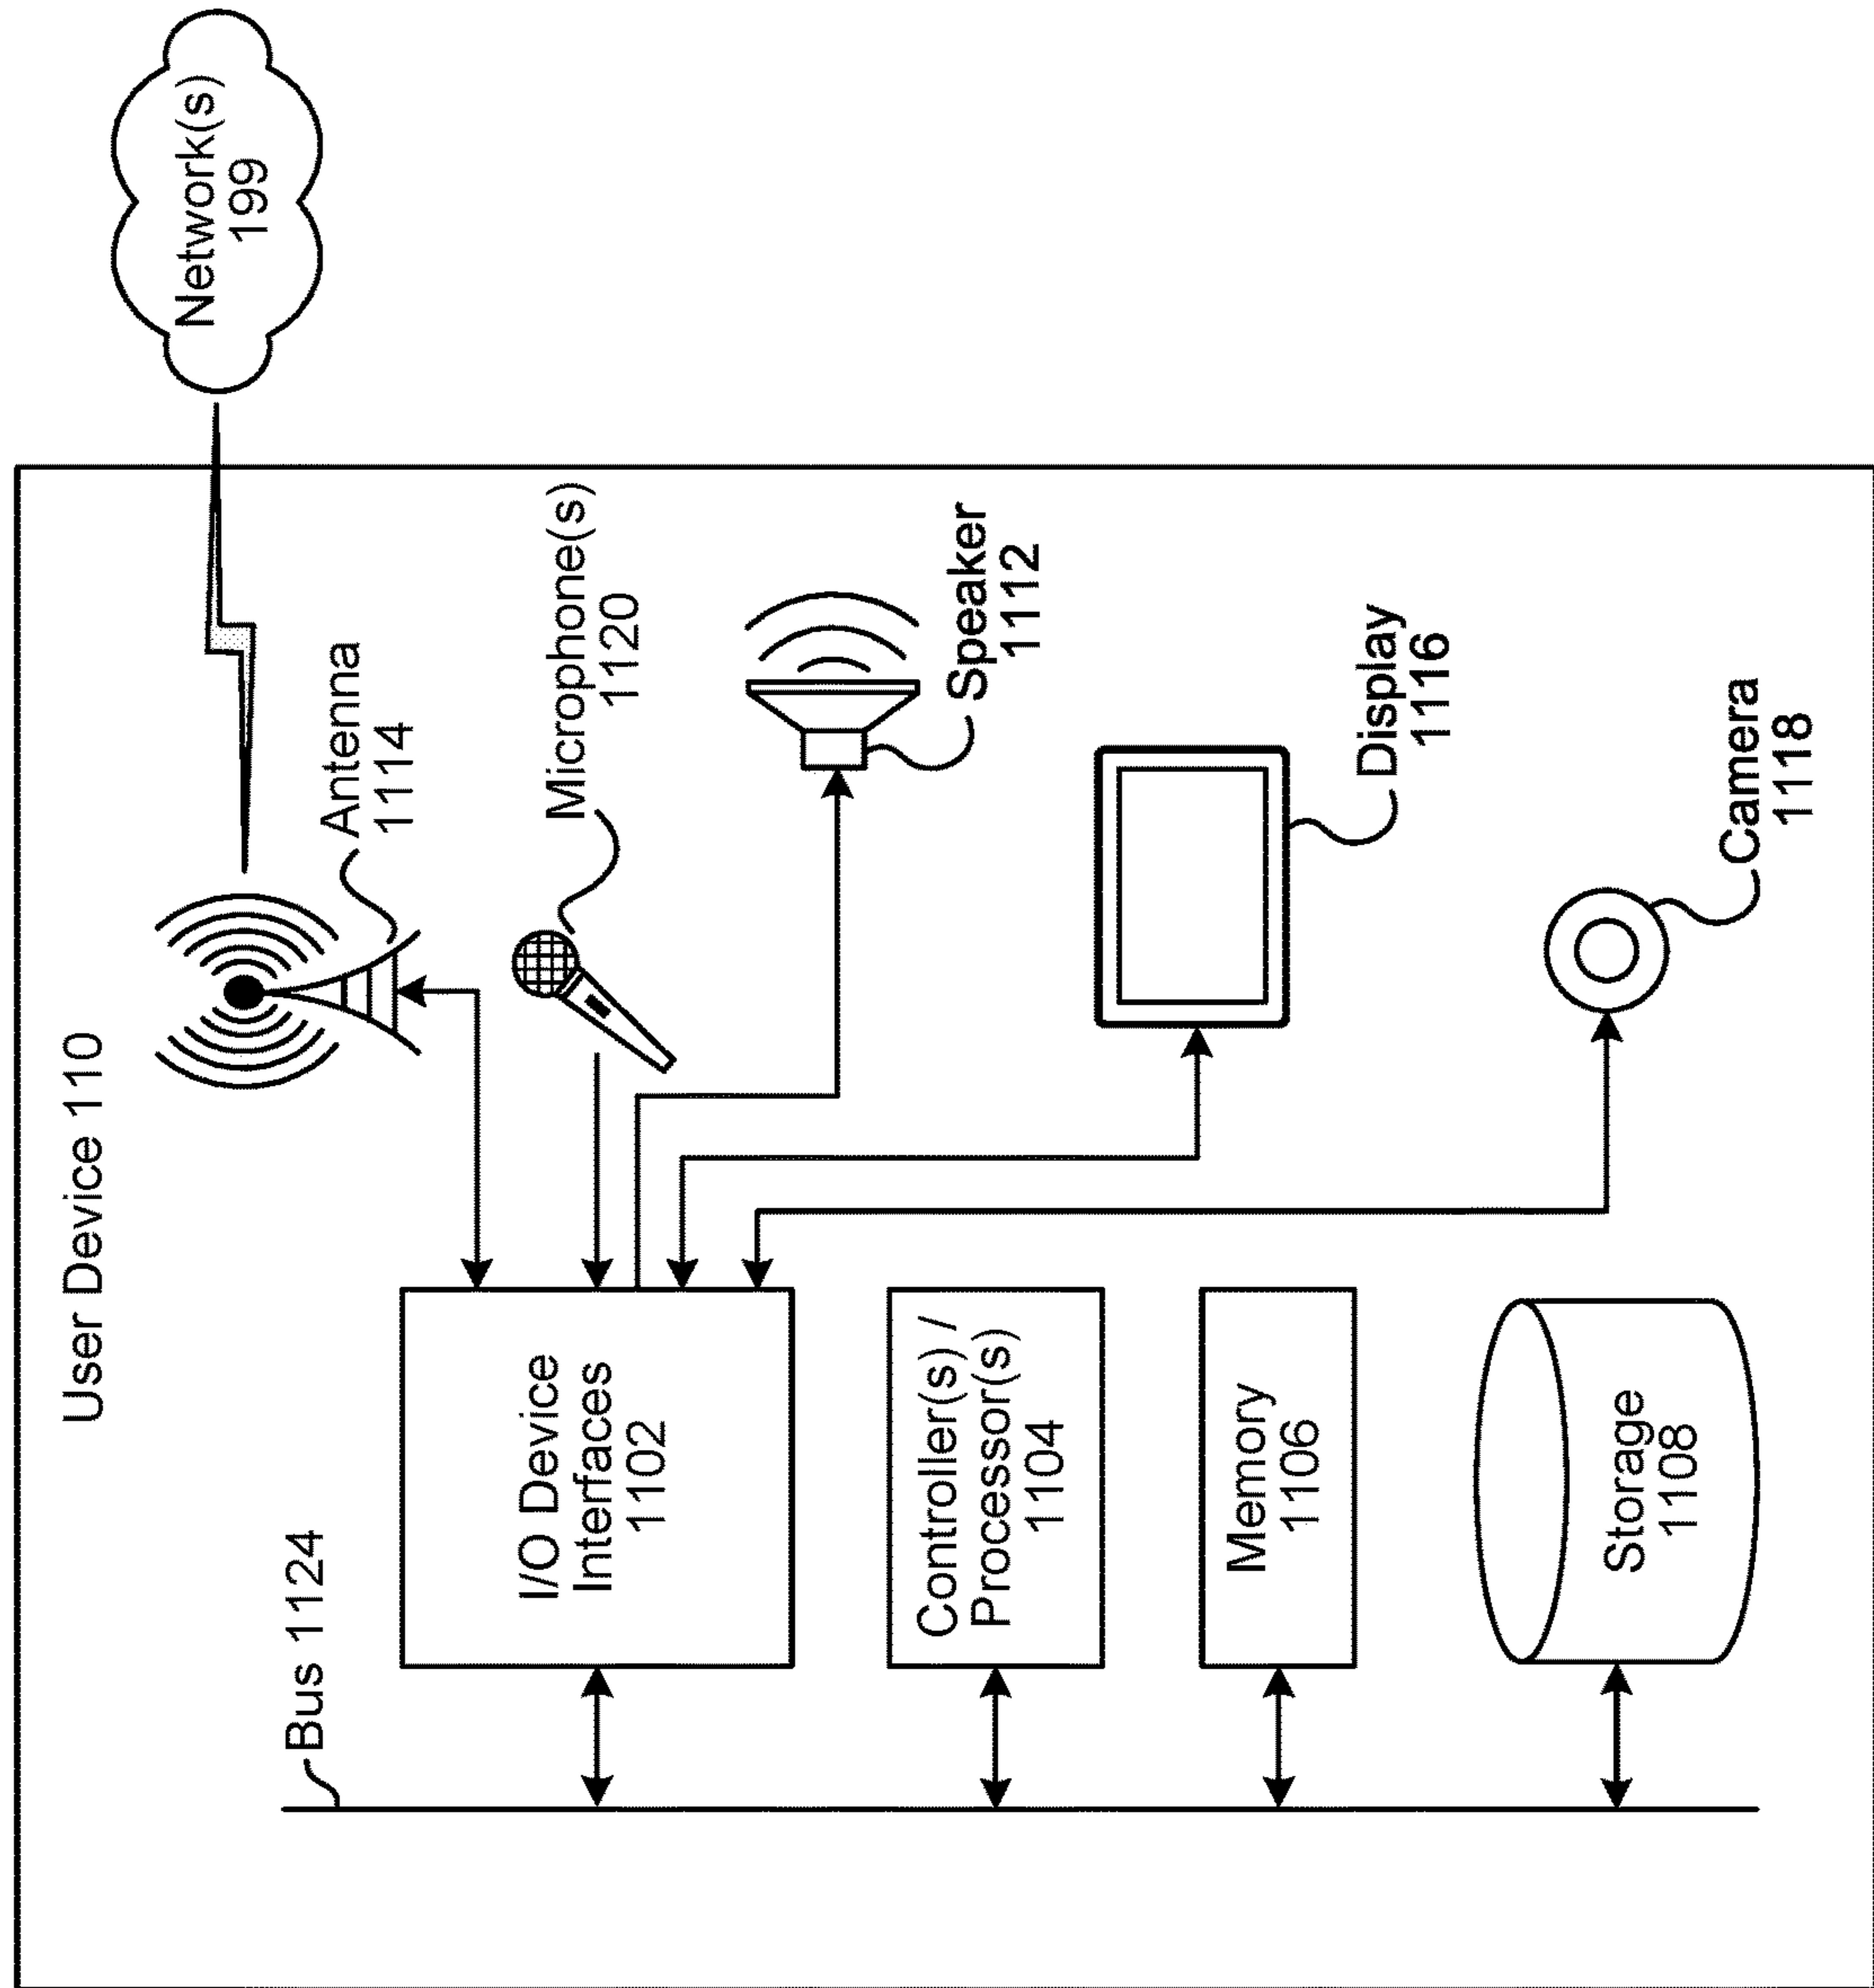 User Device 110
Bus 1124
I/O Device
Interfaces
1102
Antenna
1114
Network(s)
199
Microphone(s)
1120
Controller(s) /
Processor(s)
1104
Speaker
1112
Memory
1106
Display
1116
Storage
1108
Camera
1118